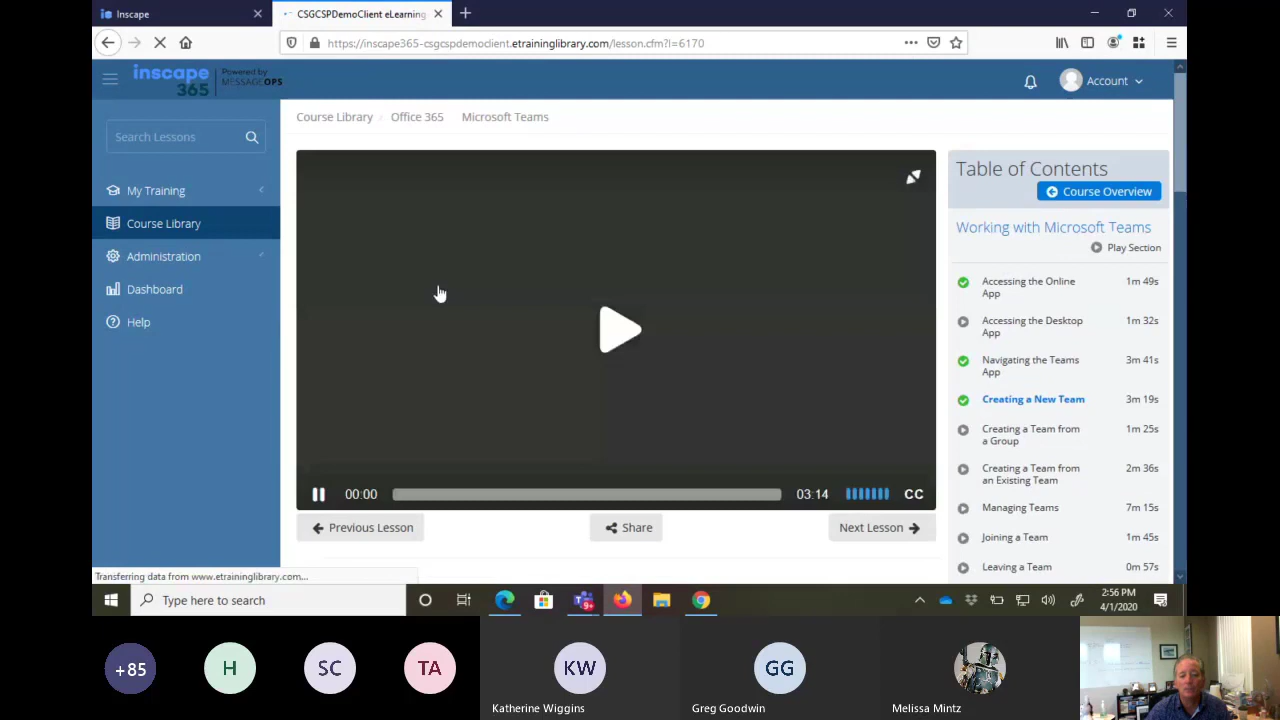 Inscape
CSGCSPDemoClient eLearning
https://inscape365-csgcspdemoclient.etraininglibrary.com/lesson.cfm?l=6170
inscape
365
Powered by
MESSAGEOPS
Account
Search Lessons
My Training
Course Library
Administration
Dashboard
Help
Course Library / Office 365 Microsoft Teams
00:00
03:14
CC
Previous Lesson
Share
Next Lesson
Table of Contents
Course Overview
Working with Microsoft Teams
Play Section
Accessing the Online App 1m 49s
Accessing the Desktop App 1m 32s
Navigating the Teams App 3m 41s
Creating a New Team 3m 19s
Creating a Team from a Group 1m 25s
Creating a Team from an Existing Team 2m 36s
Managing Teams 7m 15s
Joining a Team 1m 45s
Leaving a Team 0m 57s
Transferring data from www.etraininglibrary.com...
Type here to search
9+
2:56 PM
4/1/2020
+85
H
SC
TA
KW
Katherine Wiggins
GG
Greg Goodwin
Melissa Mintz